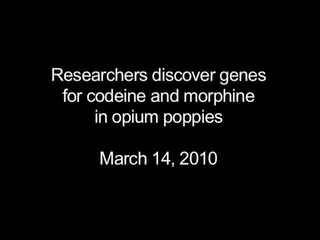 Researchers discover genes
for codeine and morphine
in opium poppies
March 14, 2010